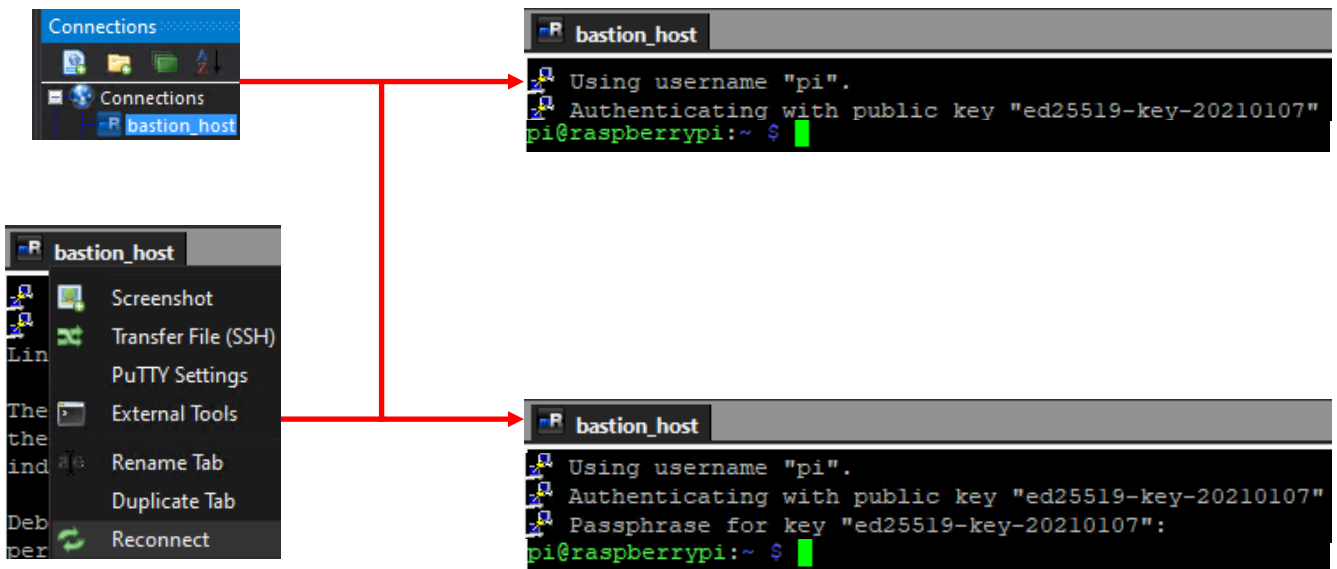 Connections
Connections
bastion_host
bastion_host
Using username "pi".
Authenticating with public key "ed25519-key-20210107"
pi@raspberrypi:~ $
bastion_host
Screenshot
Transfer File (SSH)
Lin
PuTTY Settings
The
External Tools
the
ind
Rename Tab
Duplicate Tab
Deb
Reconnect
per
bastion_host
Using username "pi".
Authenticating with public key "ed25519-key-20210107"
Passphrase for key "ed25519-key-20210107":
pi@raspberrypi:~ $